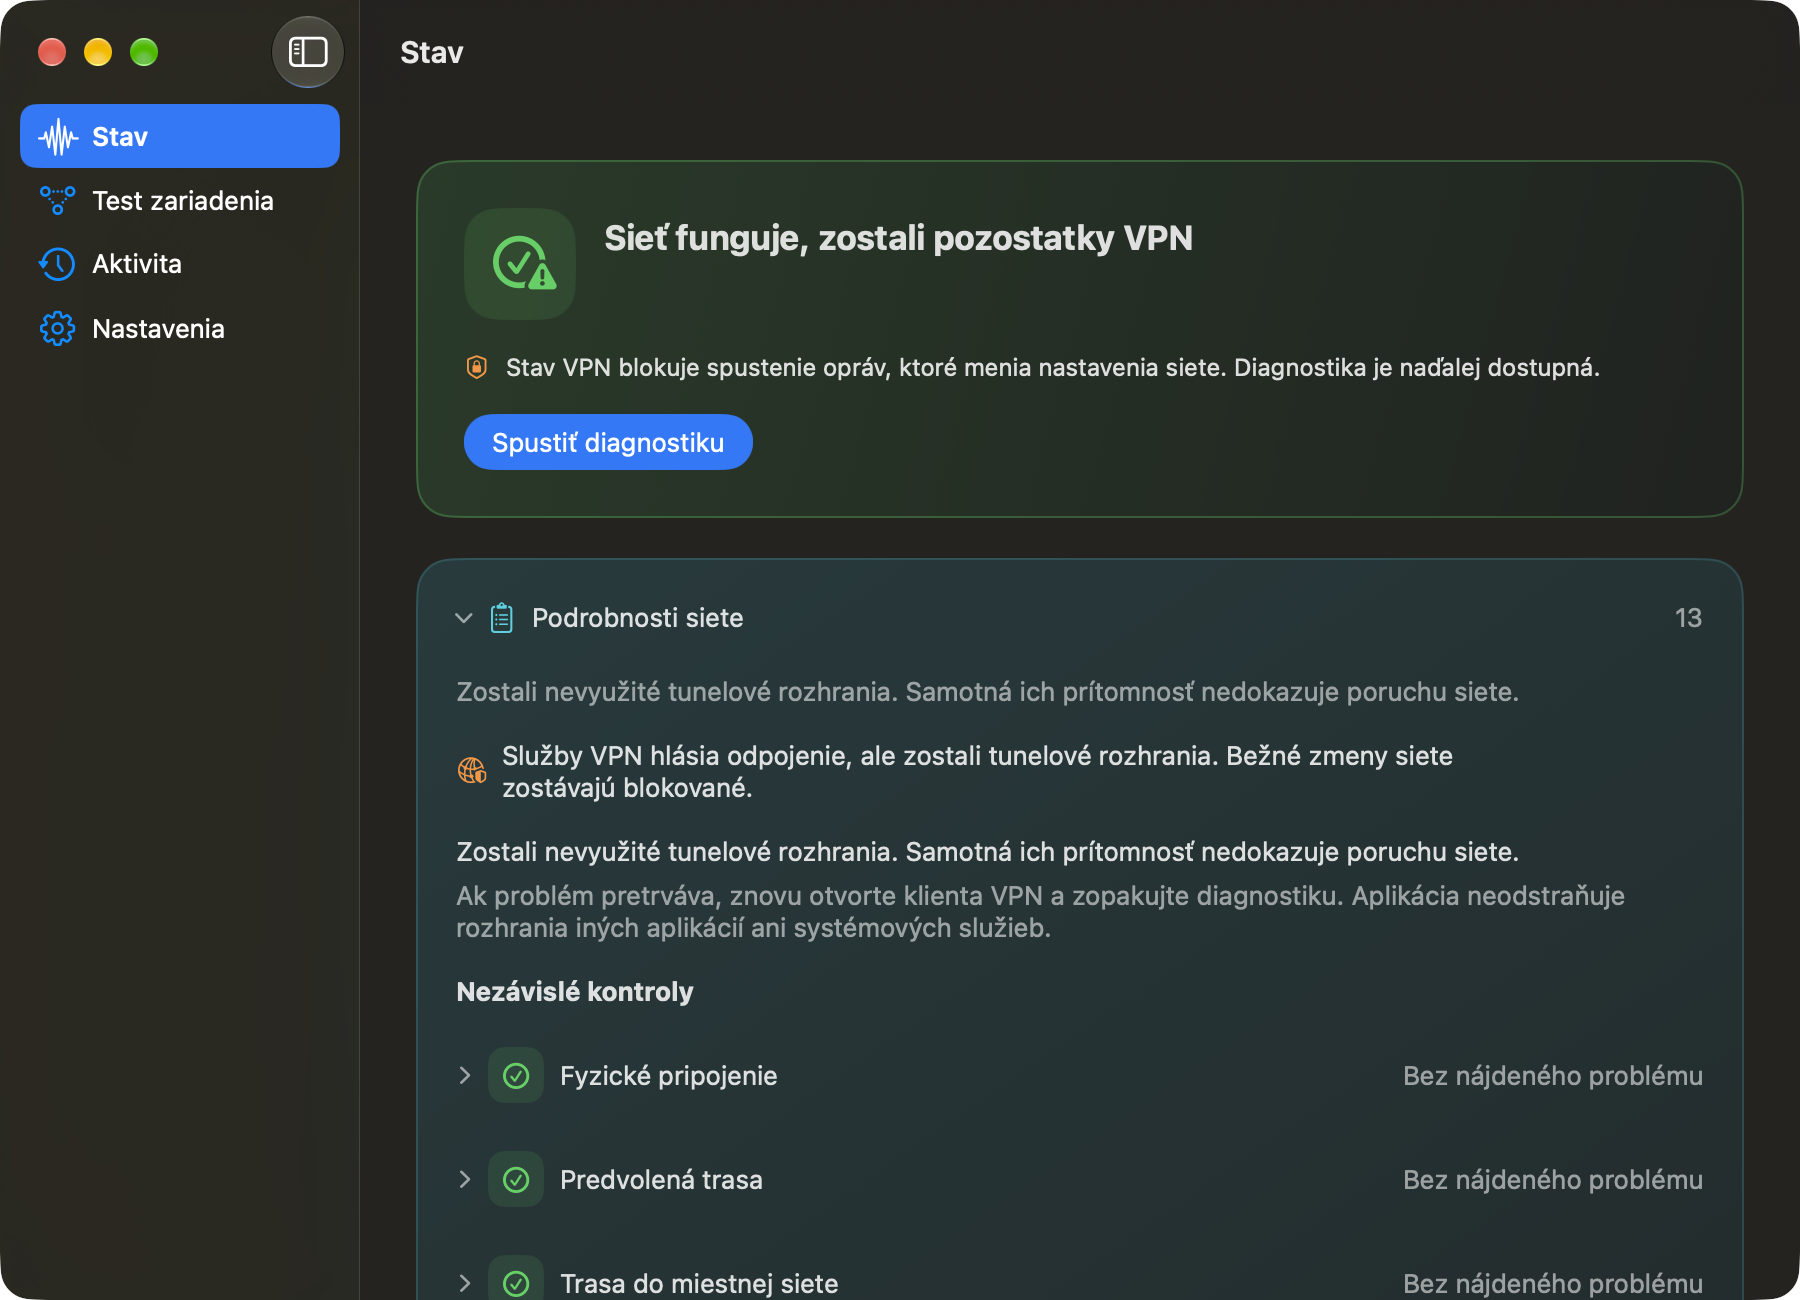 Stav
Stav
Test zariadenia
Aktivita
Nastavenia
Sieť funguje, zostali pozostatky VPN
Stav VPN blokuje spustenie opráv, ktoré menia nastavenia siete. Diagnostika je naďalej dostupná.
Spustiť diagnostiku
Podrobnosti siete
13
Zostali nevyužité tunelové rozhrania. Samotná ich prítomnosť nedokazuje poruchu siete.
Služby VPN hlásia odpojenie, ale zostali tunelové rozhrania. Bežné zmeny siete
zostávajú blokované.
Zostali nevyužité tunelové rozhrania. Samotná ich prítomnosť nedokazuje poruchu siete.
Ak problém pretrváva, znovu otvorte klienta VPN a zopakujte diagnostiku. Aplikácia neodstraňuje
rozhrania iných aplikácií ani systémových služieb.
Nezávislé kontroly
Fyzické pripojenie
Bez nájdeného problému
Predvolená trasa
Bez nájdeného problému
Trasa do miestnej siete
Bez nájdeného problému